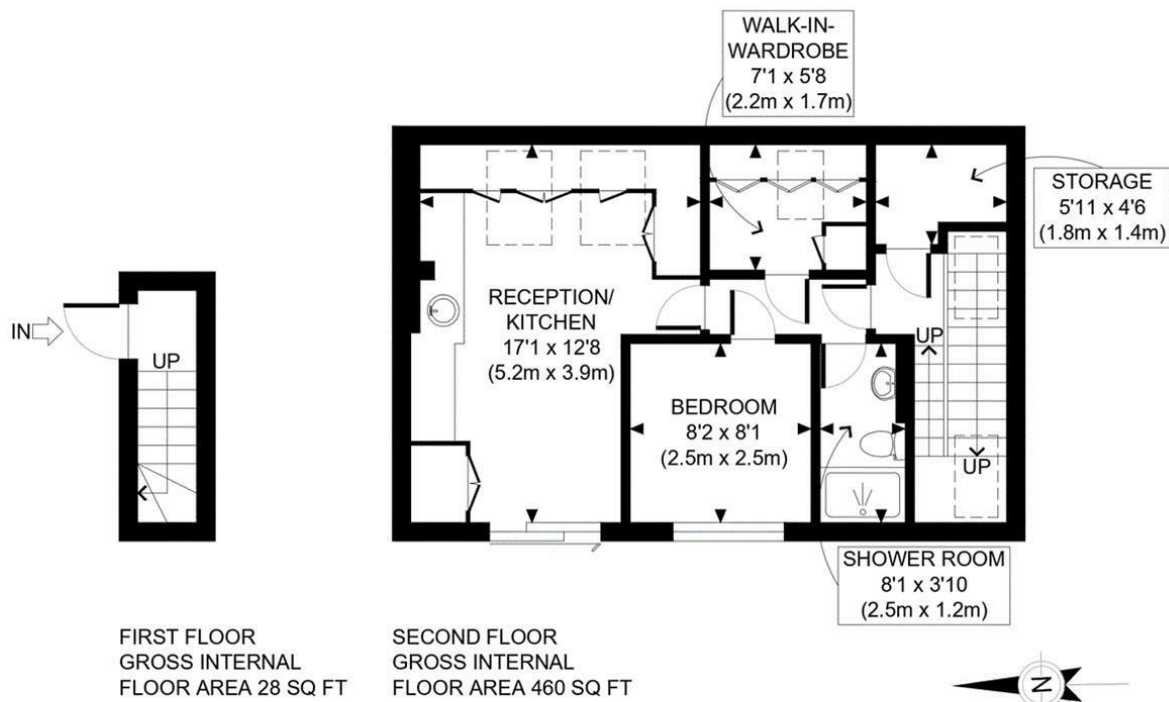 WALK-IN-
WARDROBE
7'1 x 5'8
(2.2m x 1.7m)
STORAGE
5'11 x 4'6
(1.8m x 1.4m)
RECEPTION/
KITCHEN
17'1 x 12'8
(5.2m x 3.9m)
IN
UP
UP
BEDROOM
8'2 x 8'1
(2.5m x 2.5m)
UP
SHOWER ROOM
8'1 x 3'10
(2.5m x 1.2m)
FIRST FLOOR
GROSS INTERNAL
FLOOR AREA 28 SQ FT
SECOND FLOOR
GROSS INTERNAL
FLOOR AREA 460 SQ FT
N